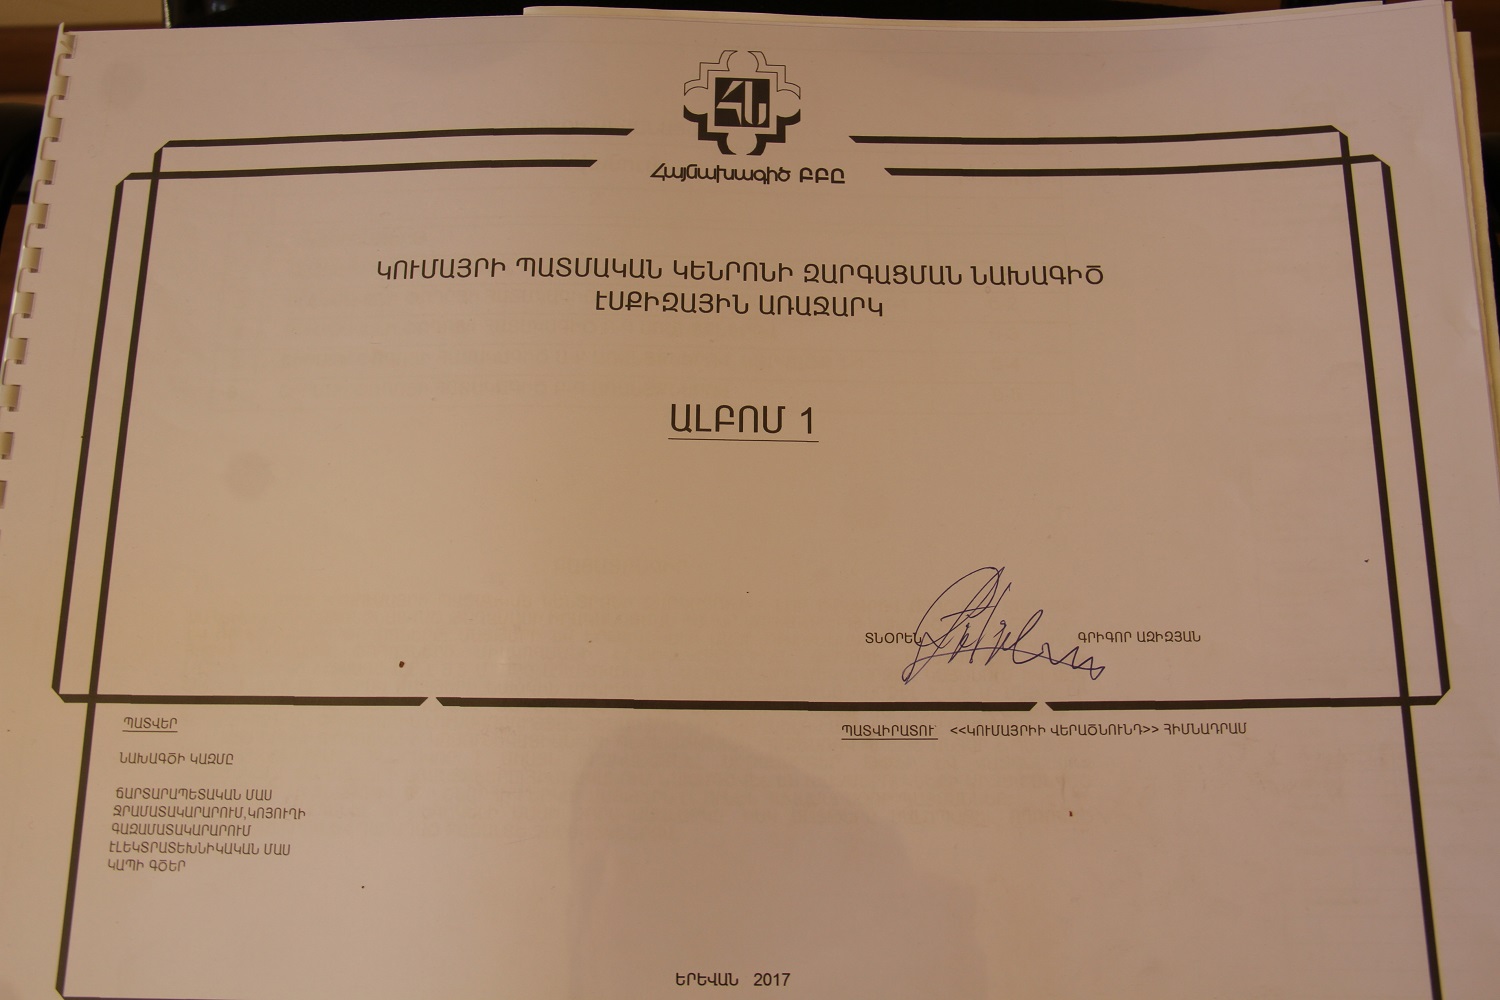 ՀՆ
Հայնախագիծ ԲԲԸ
ԿՈՒՄԱՅՐԻ ՊԱՏՄԱԿԱՆ ԿԵՆՐՈՆԻ ԶԱՐԳԱՑՄԱՆ ՆԱԽԱԳԻԾ
ԷՍՔԻԶԱՅԻՆ ԱՌԱՋԱՐԿ
ԱԼԲՈՄ 1
ՏՆՕՐԵՆ ԳՐԻԳՈՐ ԱԶԻԶՅԱՆ
ՊԱՏՎԵՐ
ՊԱՏՎԻՐԱՏՈՒ՝ <<ԿՈՒՄԱՅՐԻԻ ՎԵՐԱԾՆՈՒՆԴ>> ՀԻՄՆԱԴՐԱՄ
ՆԱԽԱԳԾԻ ԿԱԶՄԸ
ՃԱՐՏԱՐԱՊԵՏԱԿԱՆ ՄԱՍ
ՋՐԱՄԱՏԱԿԱՐԱՐՈՒՄ,ԿՈՅՈՒՂԻ
ԳԱԶԱՄԱՏԱԿԱՐԱՐՈՒՄ
ԷԼԵԿՏՐԱՏԵԽՆԻԿԱԿԱՆ ՄԱՍ
ԿԱՊԻ ԳԾԵՐ
ԵՐԵՎԱՆ 2017